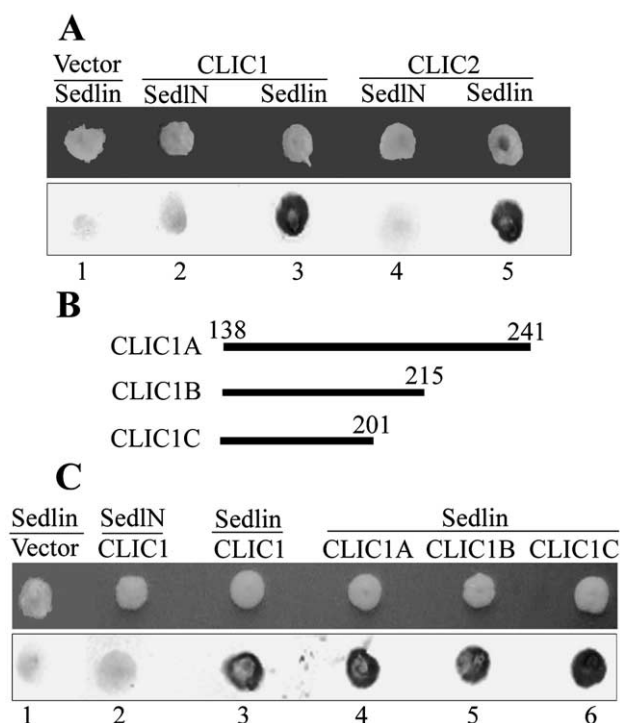 A
Vector CLIC1 CLIC2
Sedlin SedlN Sedlin SedlN Sedlin
1 2 3 4 5
B
138 241
CLIC1A
215
CLIC1B
201
CLIC1C
C
Sedlin SedlN Sedlin Sedlin
Vector CLIC1 CLIC1 CLIC1A CLIC1B CLIC1C
1 2 3 4 5 6